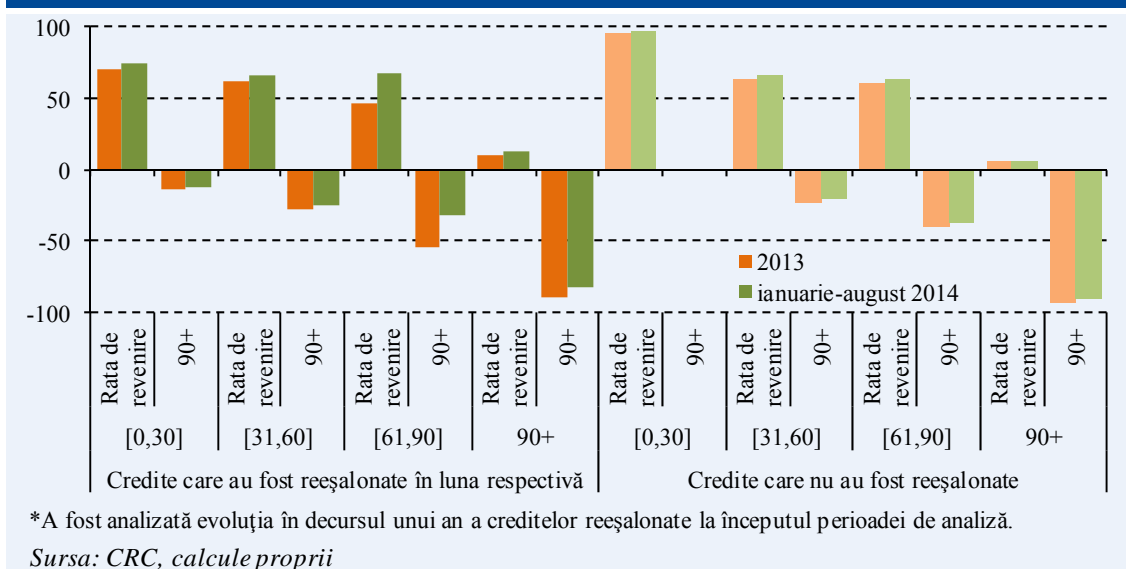 100
50
0
-50
-100
2013
ianuarie-august 2014
Rata de revenire
90+
Rata de revenire
90+
Rata de revenire
90+
Rata de revenire
90+
Rata de revenire
90+
Rata de revenire
90+
Rata de revenire
90+
Rata de revenire
90+
[0,30] [31,60] [61,90] 90+ [0,30] [31,60] [61,90] 90+
Credite care au fost reeşalonate în luna respectivă Credite care nu au fost reeşalonate
*A fost analizată evoluţia în decursul unui an a creditelor reeşalonate la începutul perioadei de analiză.
Sursa: CRC, calcule proprii